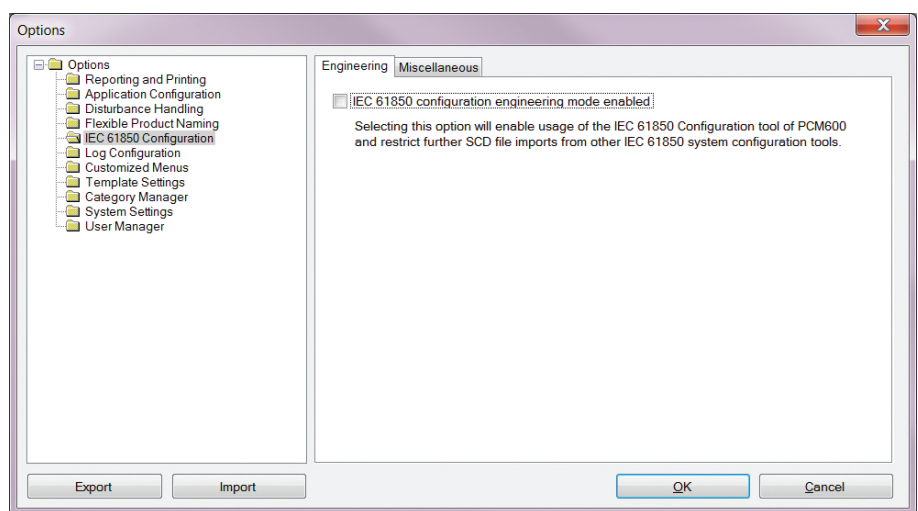 Options
Options
Reporting and Printing
Application Configuration
Disturbance Handling
Flexible Product Naming
IEC 61850 Configuration
Log Configuration
Customized Menus
Template Settings
Category Manager
System Settings
User Manager
Engineering Miscellaneous
IEC 61850 configuration engineering mode enabled
Selecting this option will enable usage of the IEC 61850 Configuration tool of PCM600
and restrict further SCD file imports from other IEC 61850 system configuration tools.
Export Import OK Cancel